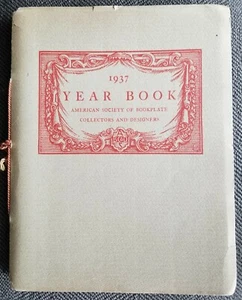 1937
YEAR BOOK
AMERICAN SOCIETY OF BOOKPLATE
COLLECTORS AND DESIGNERS